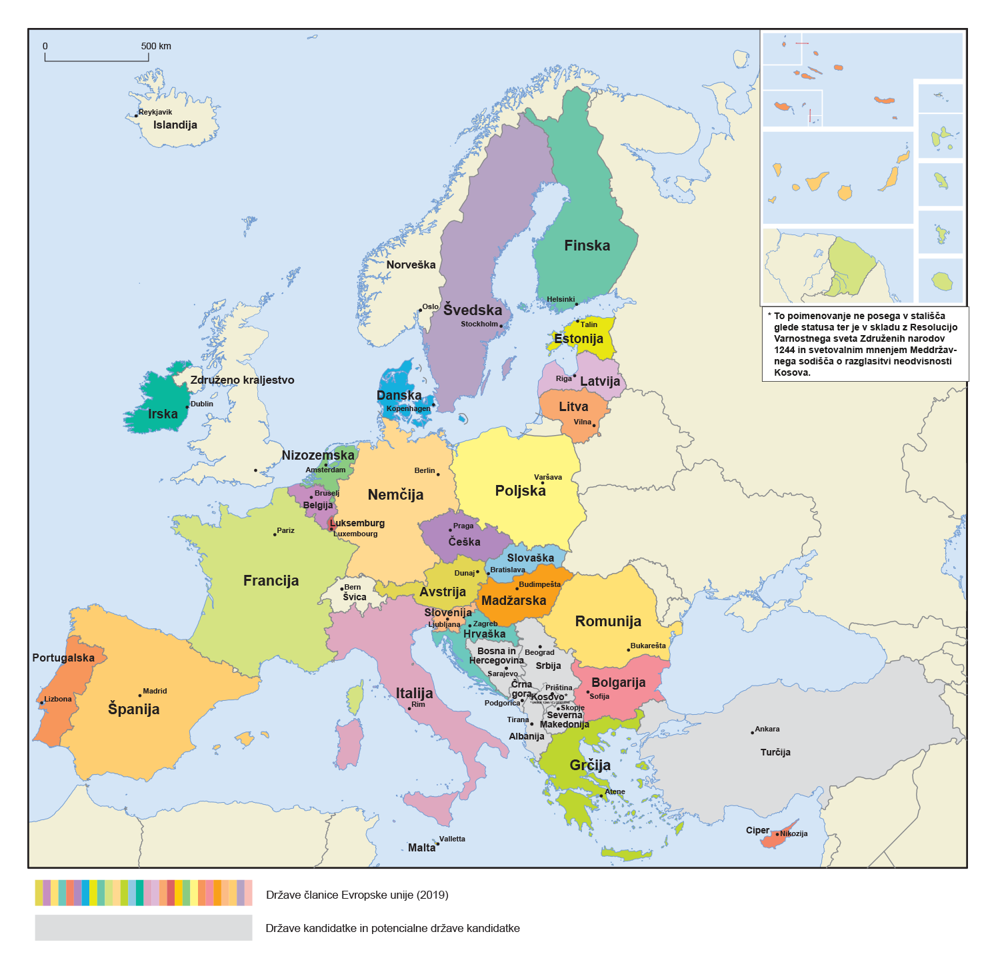 0 500 km
Reykjavik
Islandija
Finska
Norveška
Helsinki
Oslo
Švedska
Stockholm
Talin
Estonija
* To poimenovanje ne posega v stališča
glede statusa ter je v skladu z Resolucijo
Varnostnega sveta Združenih narodov
1244 in svetovalnim mnenjem Meddržav-
nega sodišča o razglasitvi neodvisnosti
Kosova.
Združeno kraljestvo
Riga
Latvija
Danska
Kopenhagen
Dublin
Irska
Litva
Vilna
Nizozemska
Amsterdam
Berlin
Varšava
Nemčija
Poljska
Bruselj
Belgija
Luksemburg
Luxembourg
Pariz
Praga
Češka
Slovaška
Bratislava
Dunaj
Francija
Bern
Švica
Avstrija
Budimpešta
Madžarska
Slovenija
Ljubljana
Zagreb
Hrvaška
Romunija
Bukarešta
Bosna in
Hercegovina
Sarajevo
Beograd
Srbija
Portugalska
Lizbona
Madrid
Španija
Italija
Rim
Črna
gora
Podgorica
Priština
Kosovo*
Bolgarija
Sofija
Skopje
Severna
Makedonija
Tirana
Albanija
Ankara
Turčija
Grčija
Atene
Ciper
Nikozija
Valletta
Malta
Države članice Evropske unije (2019)
Države kandidatke in potencialne države kandidatke